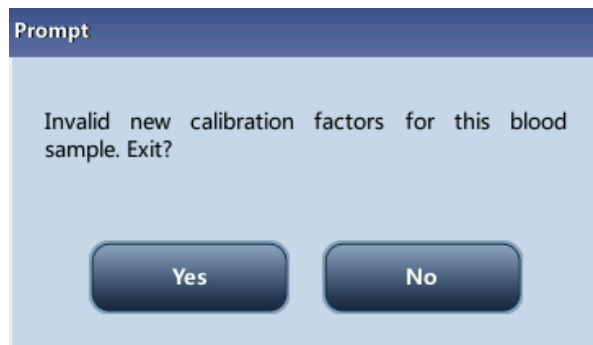 Prompt
Invalid new calibration factors for this blood
sample. Exit?
Yes
No